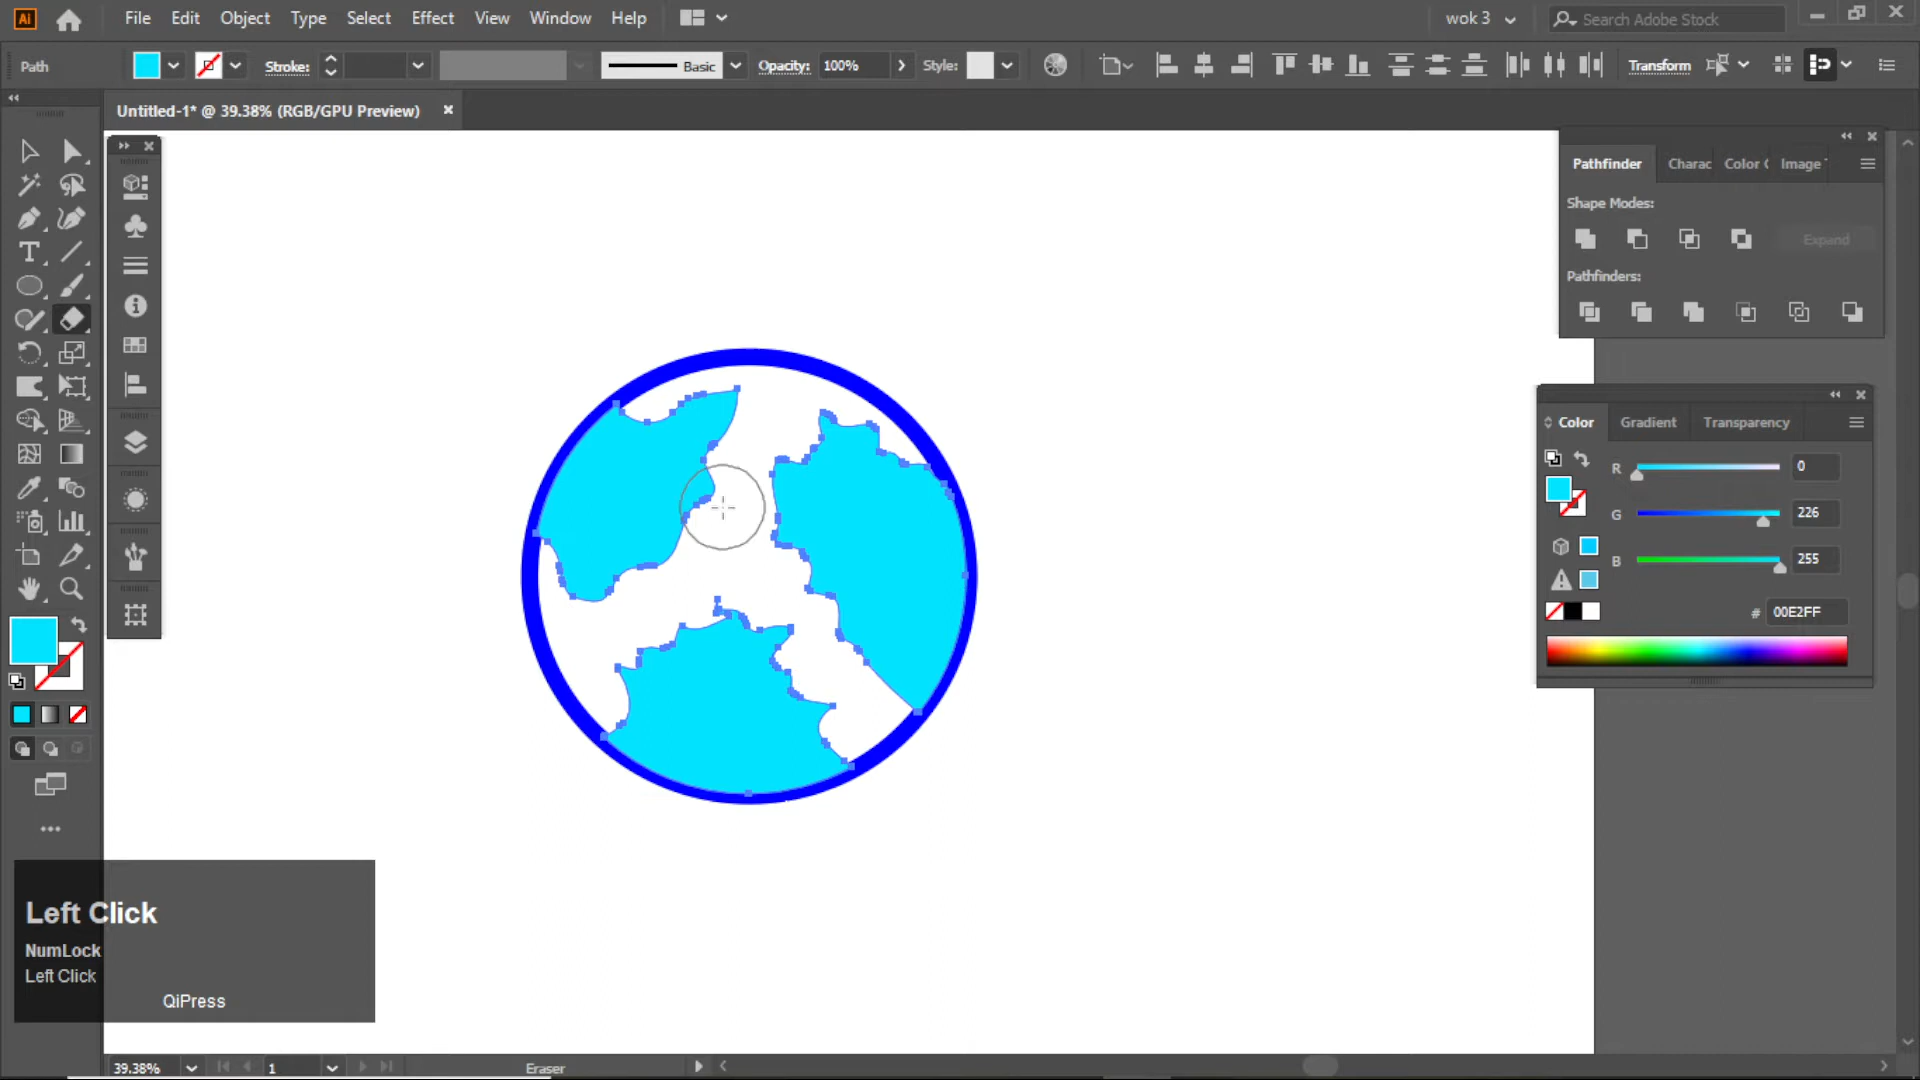 Ai File Edit Object Type Select Effect View Window Help wok 3 Search Adobe Stock
Path Stroke: Basic Opacity: 100% Style: Transform
Untitled-1* @ 39.38% (RGB/GPU Preview)
Pathfinder Charac Color Image
Shape Modes:
Expand
Pathfinders:
Color Gradient Transparency
R 0
G 226
B 255
# 00E2FF
Left Click
NumLock
Left Click
QiPress
39.38% 1 Eraser